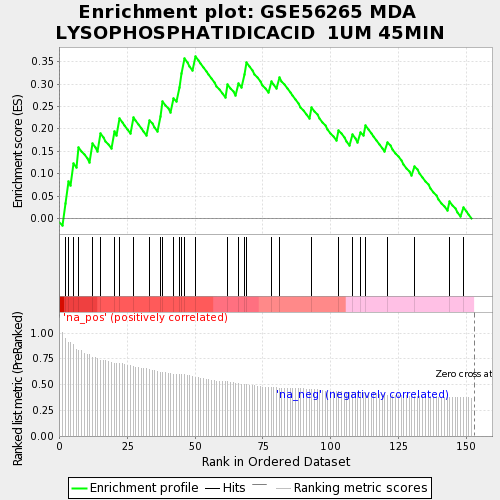 Enrichment plot: GSE56265 MDA
LYSOPHOSPHATIDICACID 1UM 45MIN
Enrichment score (ES)
0.35
0.30
0.25
0.20
0.15
0.10
0.05
0.00
'na_pos' (positively correlated)
Ranked list metric (PreRanked)
1.00
0.75
0.50
0.25
0.00
Zero cross at
'na_neg' (negatively correlated)
0 25 50 75 100 125 150
Rank in Ordered Dataset
Enrichment profile Hits Ranking metric scores